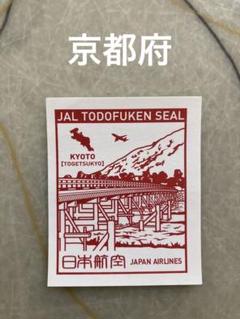 京都府
JAL TODOFUKEN SEAL
KYOTO
[TOGETSUKYO]
日本航空 JAPAN AIRLINES